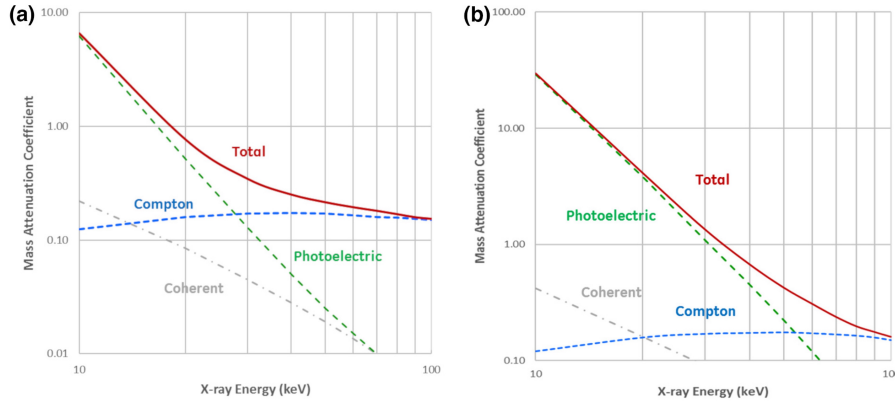 (a)
10.00
1.00
0.10
0.01
Mass Attenuation Coefficient
Total
Compton
Photoelectric
Coherent
10
100
X-ray Energy (keV)
(b)
100.00
10.00
1.00
0.10
Mass Attenuation Coefficient
Total
Photoelectric
Coherent
Compton
10
10
X-ray Energy (keV)